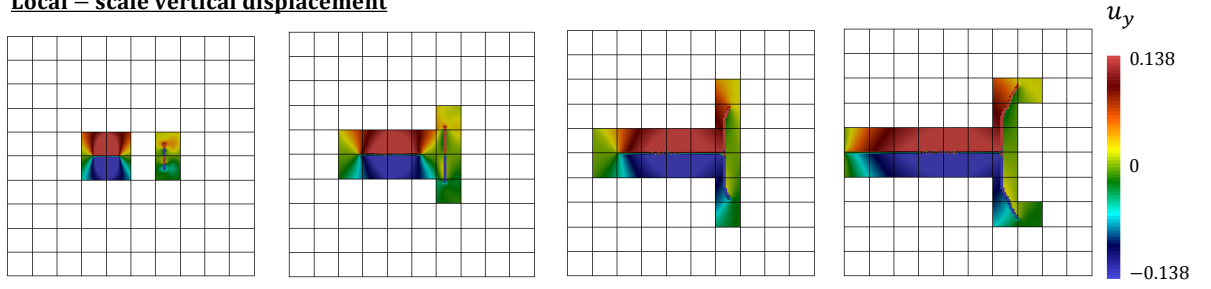 Local – scale vertical displacement
u_y
0.138
0
−0.138